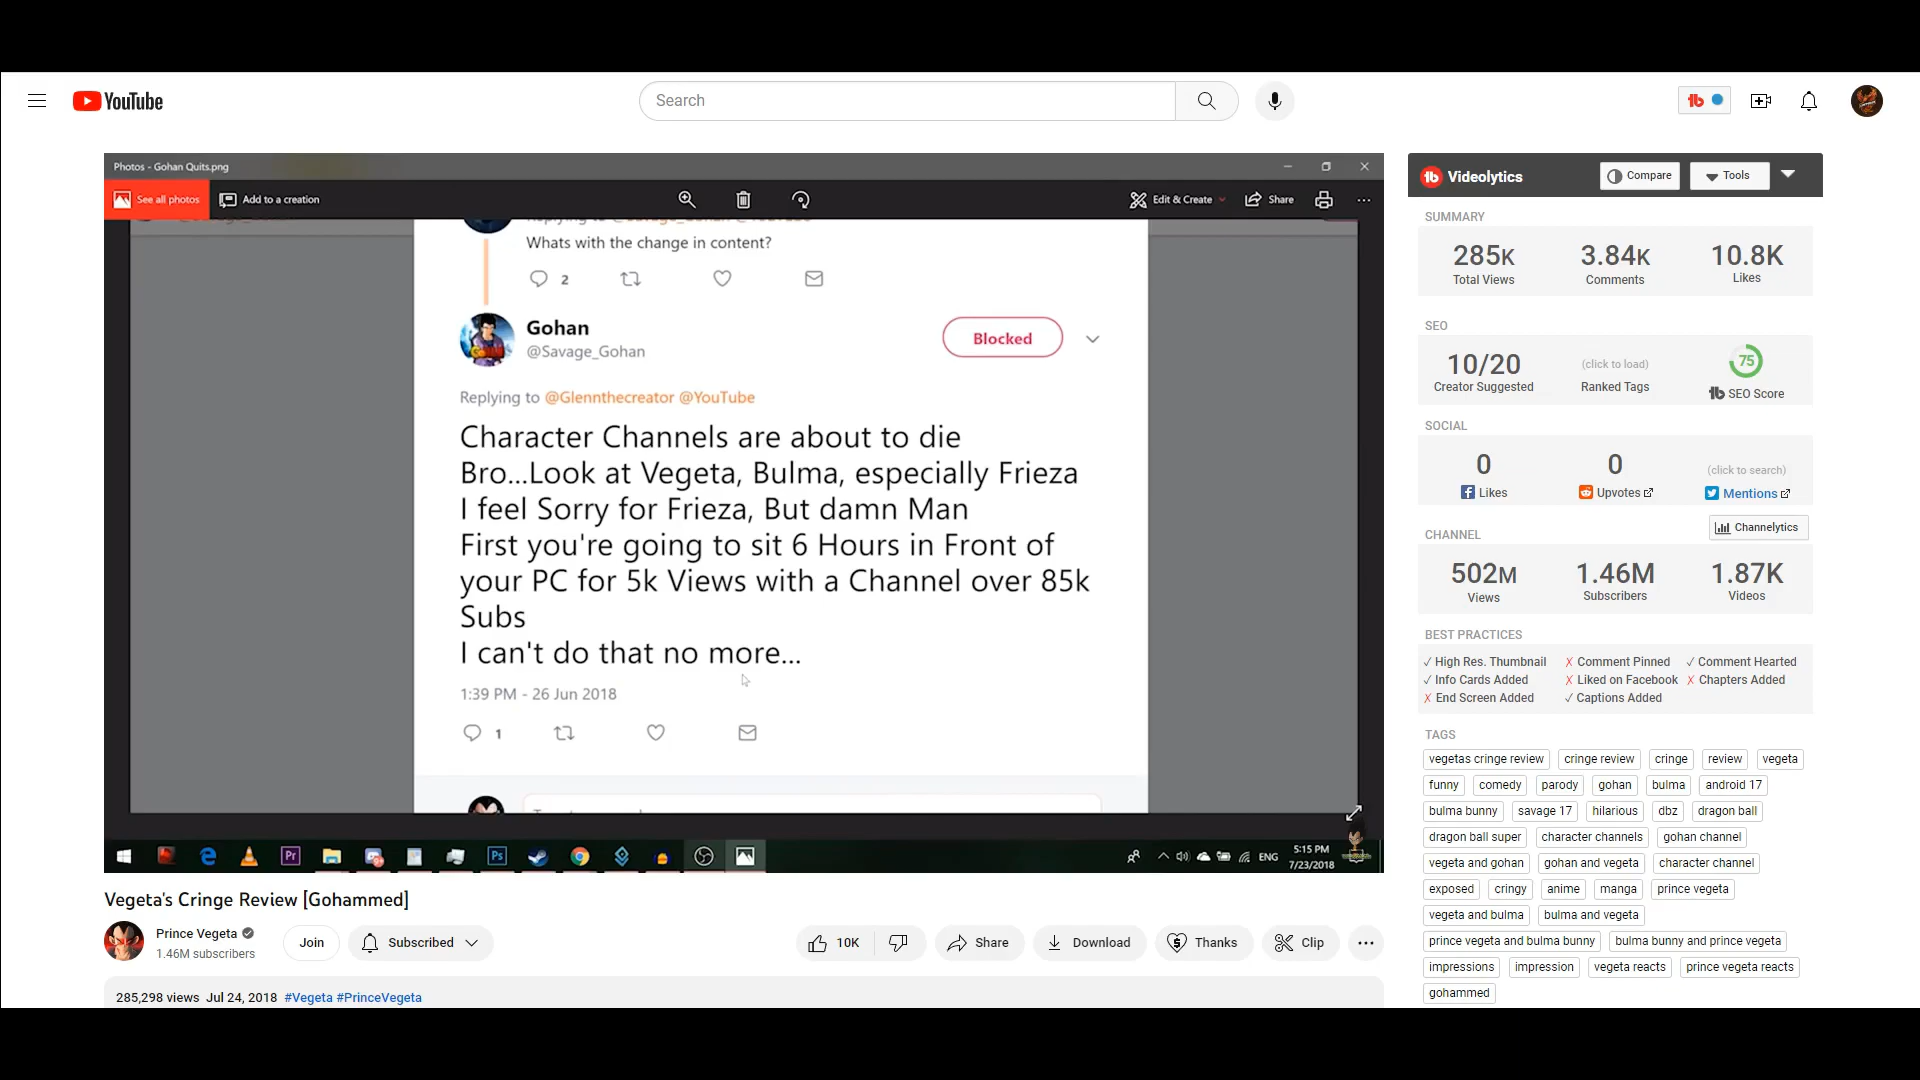 YouTube
Search
Photos - Gohan Quits.png
See all photos
Add to a creation
Edit & Create
Share
Whats with the change in content?
2
Gohan
@Savage_Gohan
Blocked
Replying to @Glennthecreator @YouTube
Character Channels are about to die
Bro...Look at Vegeta, Bulma, especially Frieza
I feel Sorry for Frieza, But damn Man
First you're going to sit 6 Hours in Front of
your PC for 5k Views with a Channel over 85k
Subs
I can't do that no more...
1:39 PM - 26 Jun 2018
1
ENG
5:15 PM
7/23/2018
Vegeta's Cringe Review [Gohammed]
Prince Vegeta
1.46M subscribers
Join
Subscribed
10K
Share
Download
Thanks
Clip
285,298 views Jul 24, 2018 #Vegeta #PrinceVegeta
Videolytics
Compare
Tools
SUMMARY
285K 3.84K 10.8K
Total Views Comments Likes
SEO
10/20 (click to load) 75
Creator Suggested Ranked Tags SEO Score
SOCIAL
0 0 (click to search)
Likes Upvotes Mentions
CHANNEL Channelytics
502M 1.46M 1.87K
Views Subscribers Videos
BEST PRACTICES
✓ High Res. Thumbnail ✗ Comment Pinned ✓ Comment Hearted
✓ Info Cards Added ✗ Liked on Facebook ✗ Chapters Added
✗ End Screen Added ✓ Captions Added
TAGS
vegetas cringe review cringe review cringe review vegeta
funny comedy parody gohan bulma android 17
bulma bunny savage 17 hilarious dbz dragon ball
dragon ball super character channels gohan channel
vegeta and gohan gohan and vegeta character channel
exposed cringy anime manga prince vegeta
vegeta and bulma bulma and vegeta
prince vegeta and bulma bunny bulma bunny and prince vegeta
impressions impression vegeta reacts prince vegeta reacts
gohammed